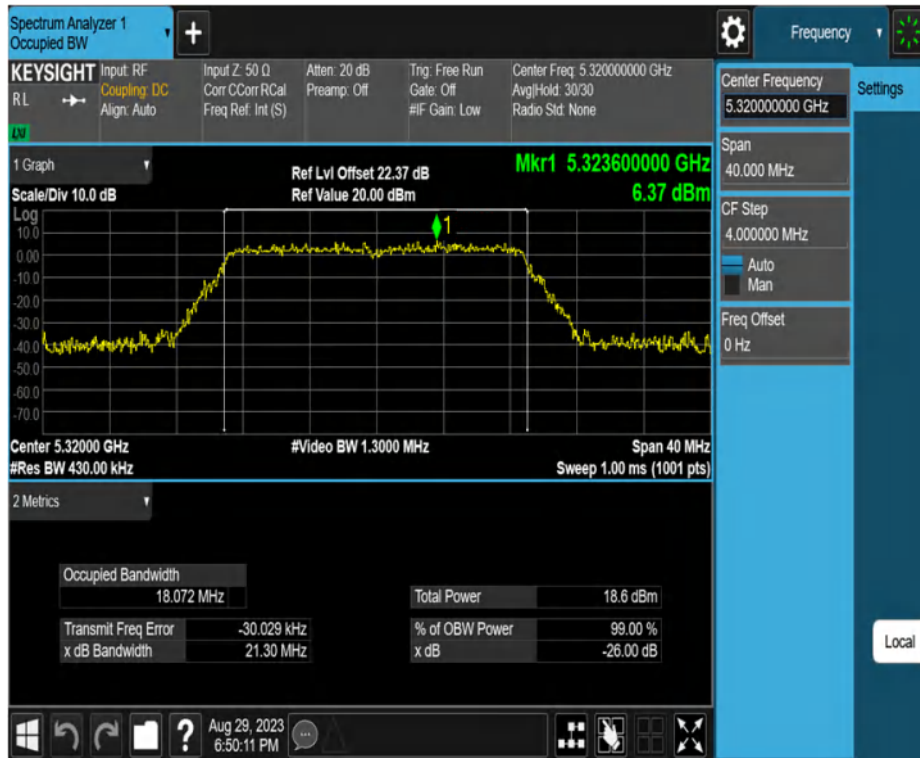 Spectrum Analyzer 1
Occupied BW
+
Frequency
KEYSIGHT
RL
LXI
Input: RF
Coupling: DC
Align: Auto
Input Z: 50 Ω
Corr CCorr RCal
Freq Ref: Int (S)
Atten: 20 dB
Preamp: Off
Trig: Free Run
Gate: Off
#IF Gain: Low
Center Freq: 5.320000000 GHz
Avg|Hold: 30/30
Radio Std: None
Center Frequency
5.320000000 GHz
Settings
Span
40.000 MHz
CF Step
4.000000 MHz
Auto
Man
Freq Offset
0 Hz
Local
1 Graph
Scale/Div 10.0 dB
Ref Lvl Offset 22.37 dB
Ref Value 20.00 dBm
Mkr1 5.323600000 GHz
6.37 dBm
Log
10.0
0.00
-10.0
-20.0
-30.0
-40.0
-50.0
-60.0
-70.0
1
Center 5.32000 GHz
#Res BW 430.00 kHz
#Video BW 1.3000 MHz
Span 40 MHz
Sweep 1.00 ms (1001 pts)
2 Metrics
Occupied Bandwidth
18.072 MHz
Total Power 18.6 dBm
Transmit Freq Error -30.029 kHz
% of OBW Power 99.00 %
x dB Bandwidth 21.30 MHz
x dB -26.00 dB
?
Aug 29, 2023
6:50:11 PM